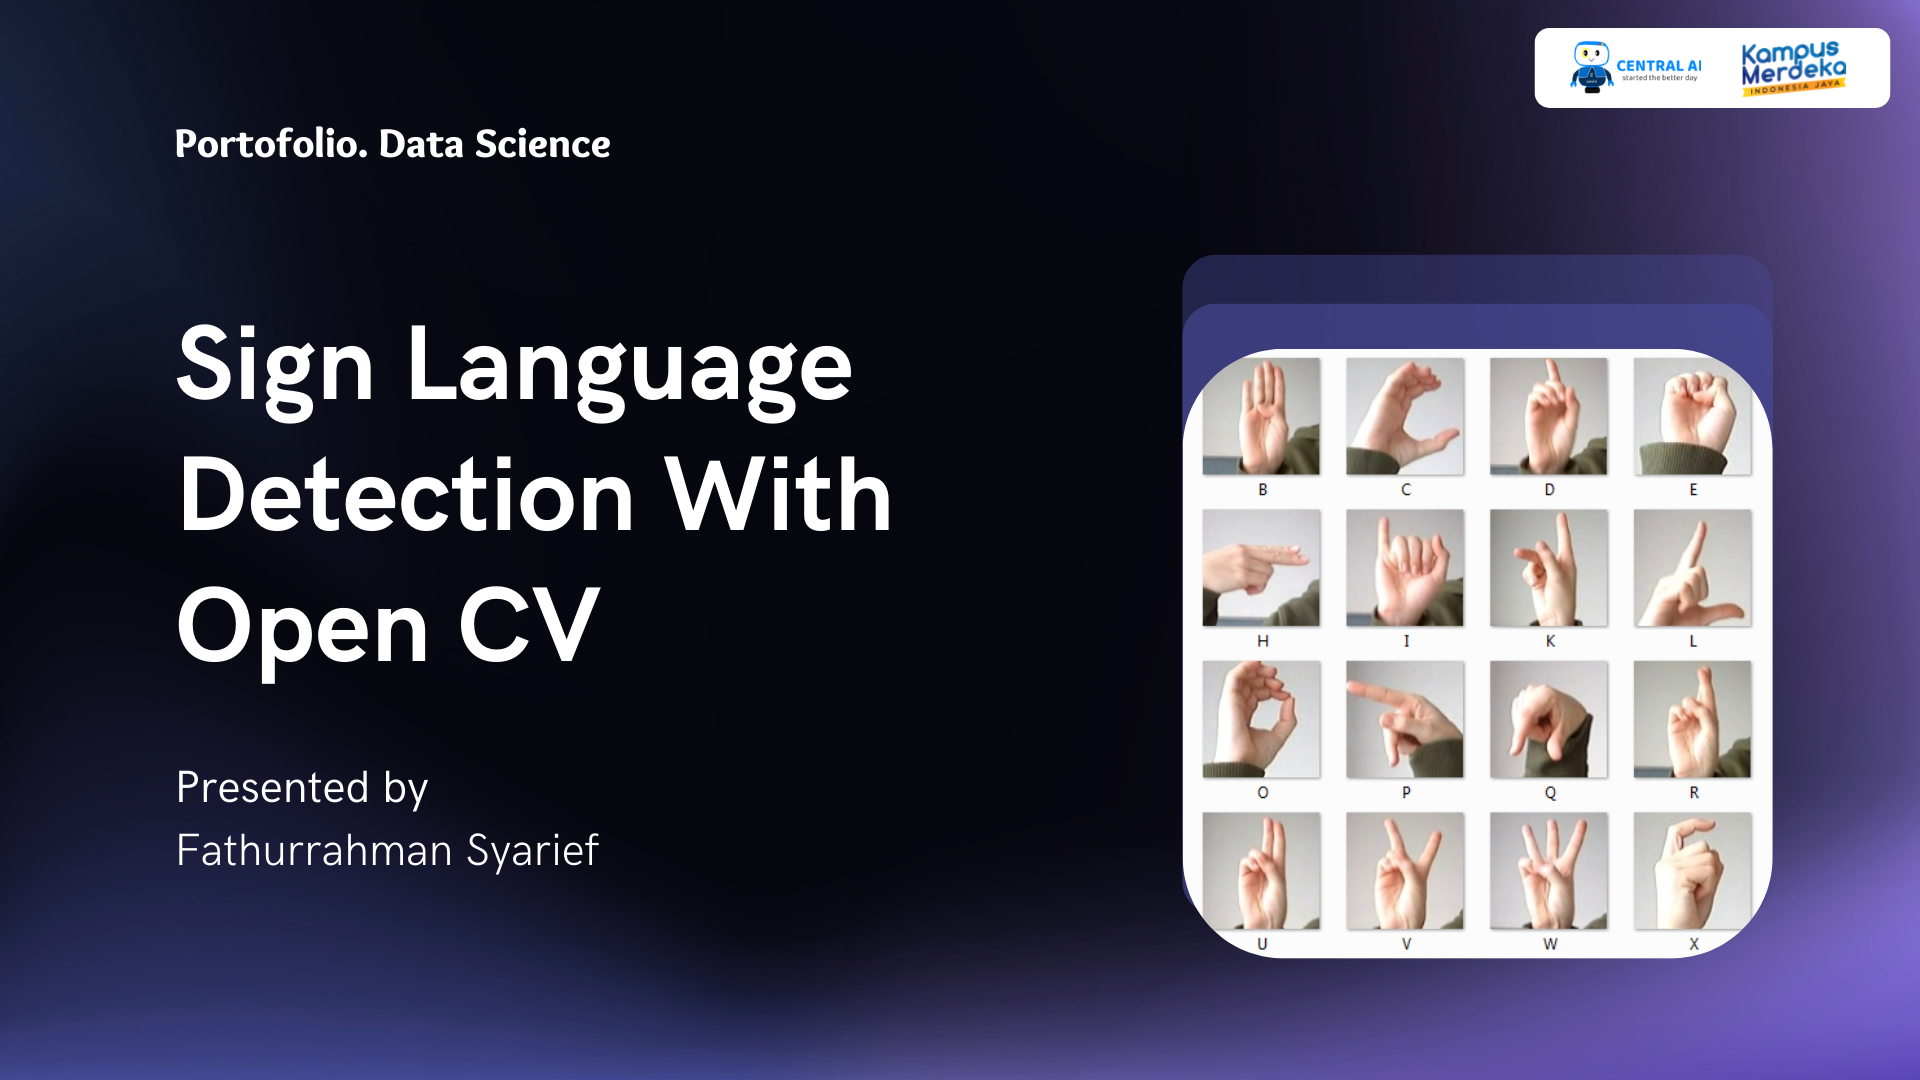 CENTRAL AI
started the better day
Kampus
Merdeka
INDONESIA JAYA
Portofolio. Data Science
Sign Language
Detection With
Open CV
Presented by
Fathurrahman Syarief
B C D E
H I K L
O P Q R
U V W X